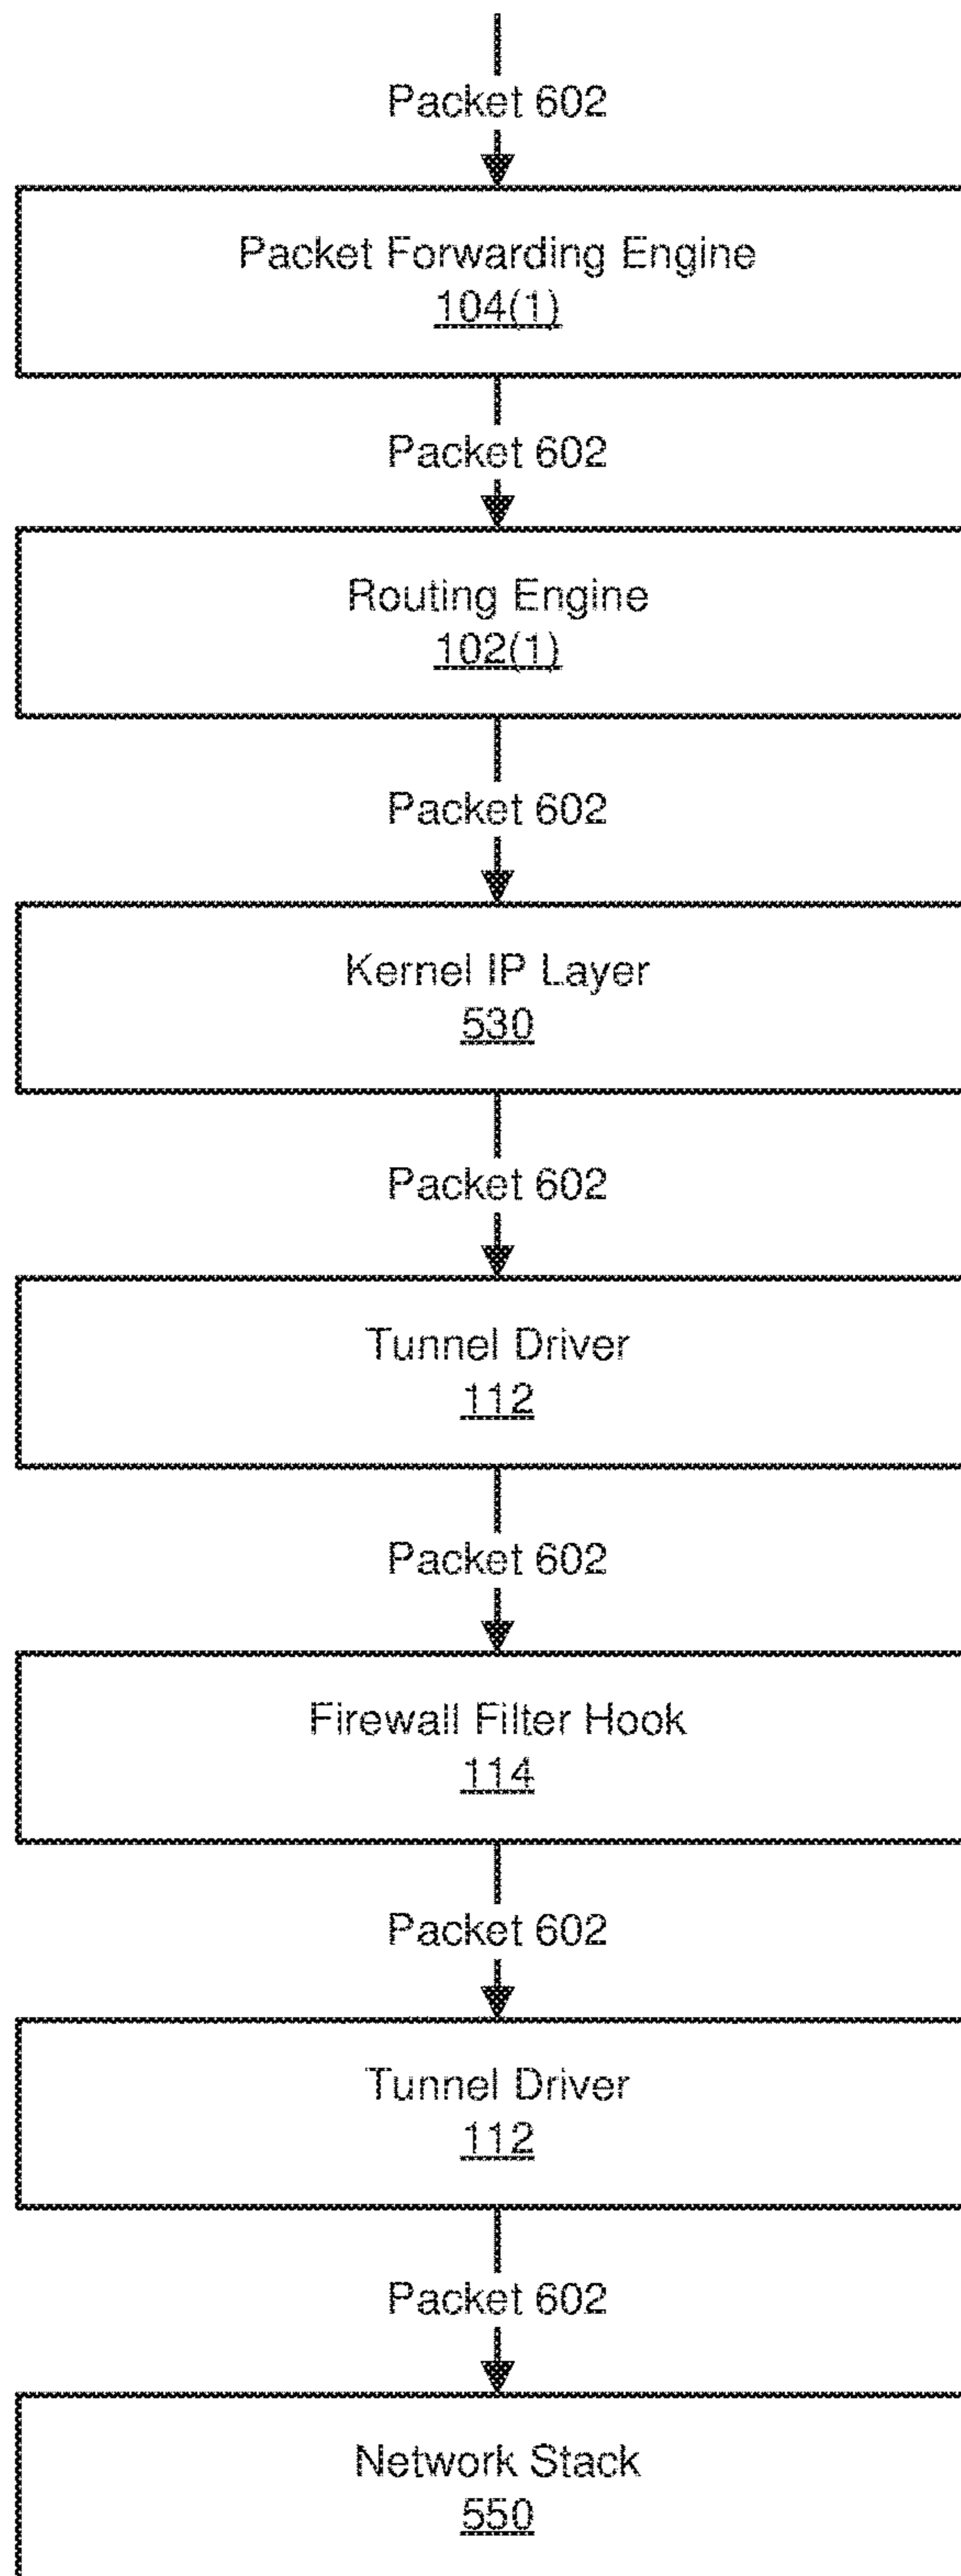 Packet 602
Packet Forwarding Engine
104(1)
Packet 602
Routing Engine
102(1)
Packet 602
Kernel IP Layer
530
Packet 602
Tunnel Driver
112
Packet 602
Firewall Filter Hook
114
Packet 602
Tunnel Driver
112
Packet 602
Network Stack
550